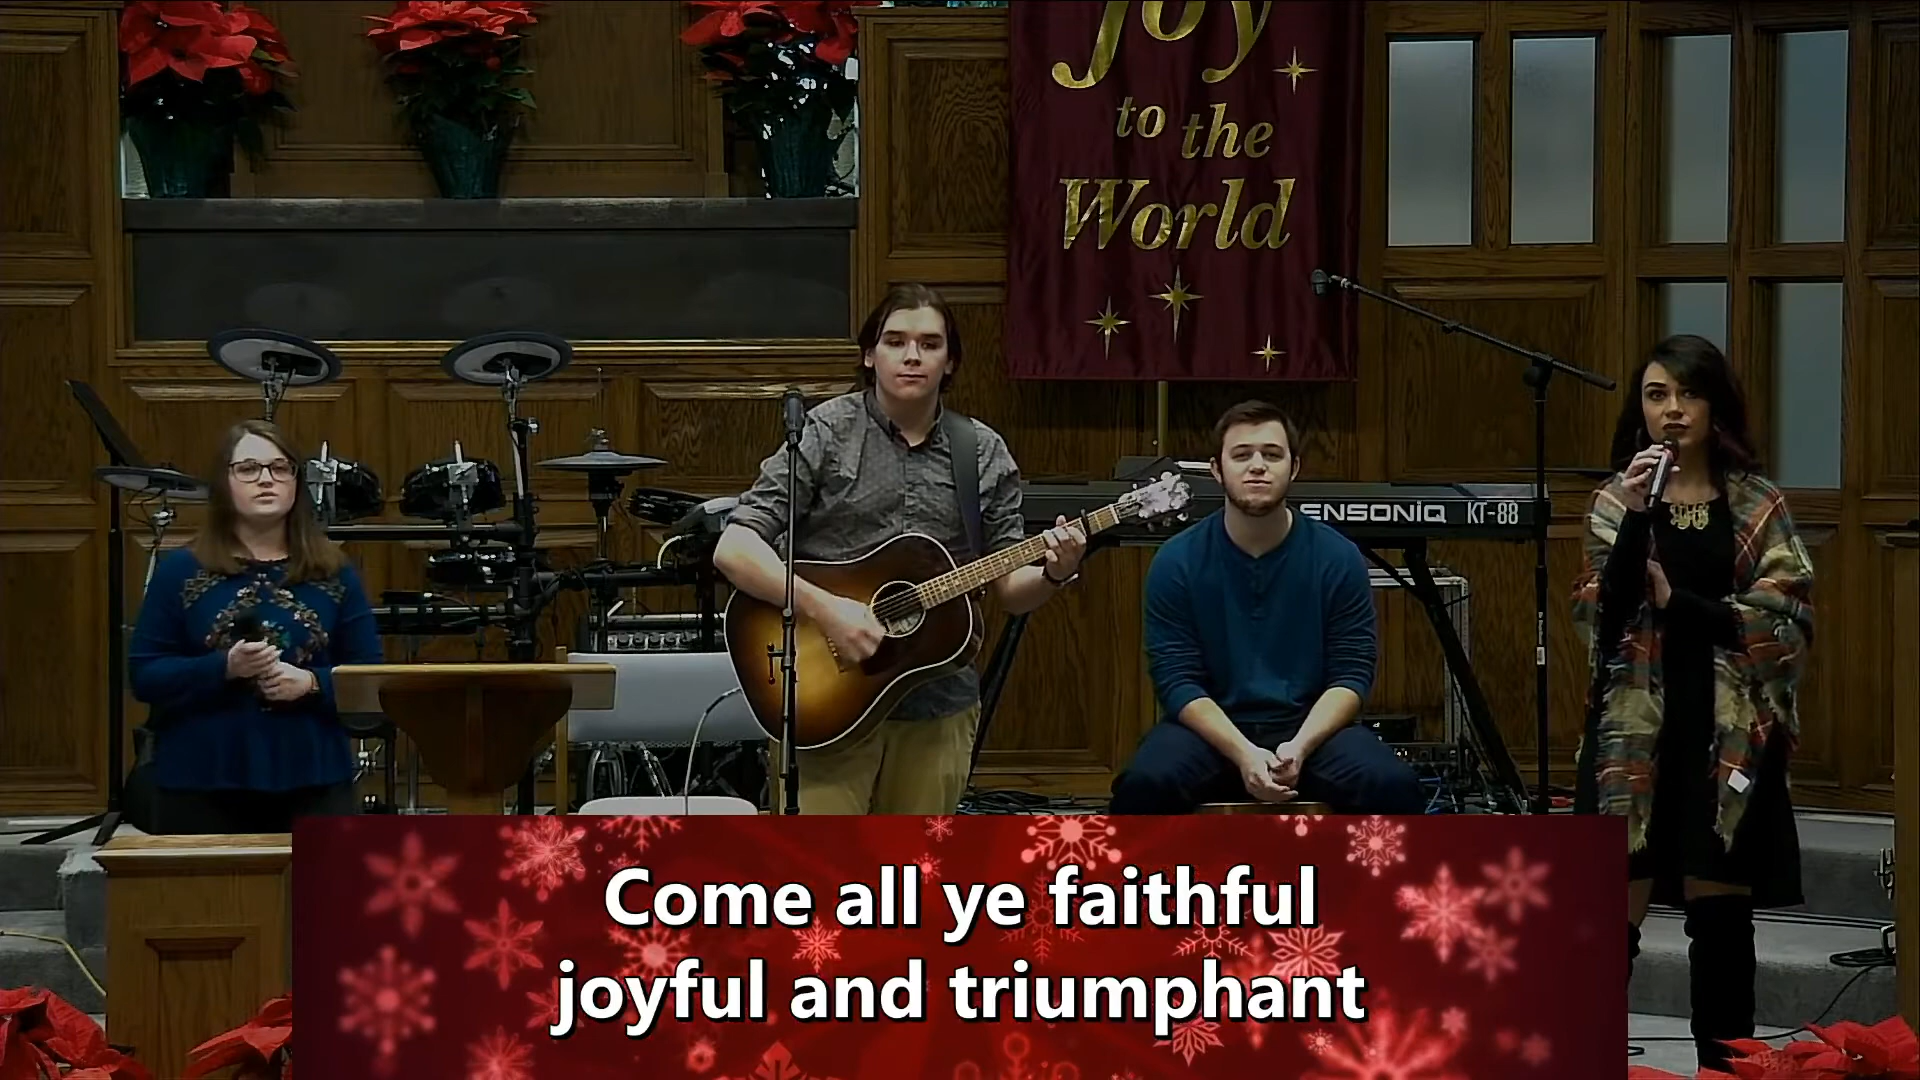 Joy
to the
World
ENSONIQ KT-88
Come all ye faithful
joyful and triumphant